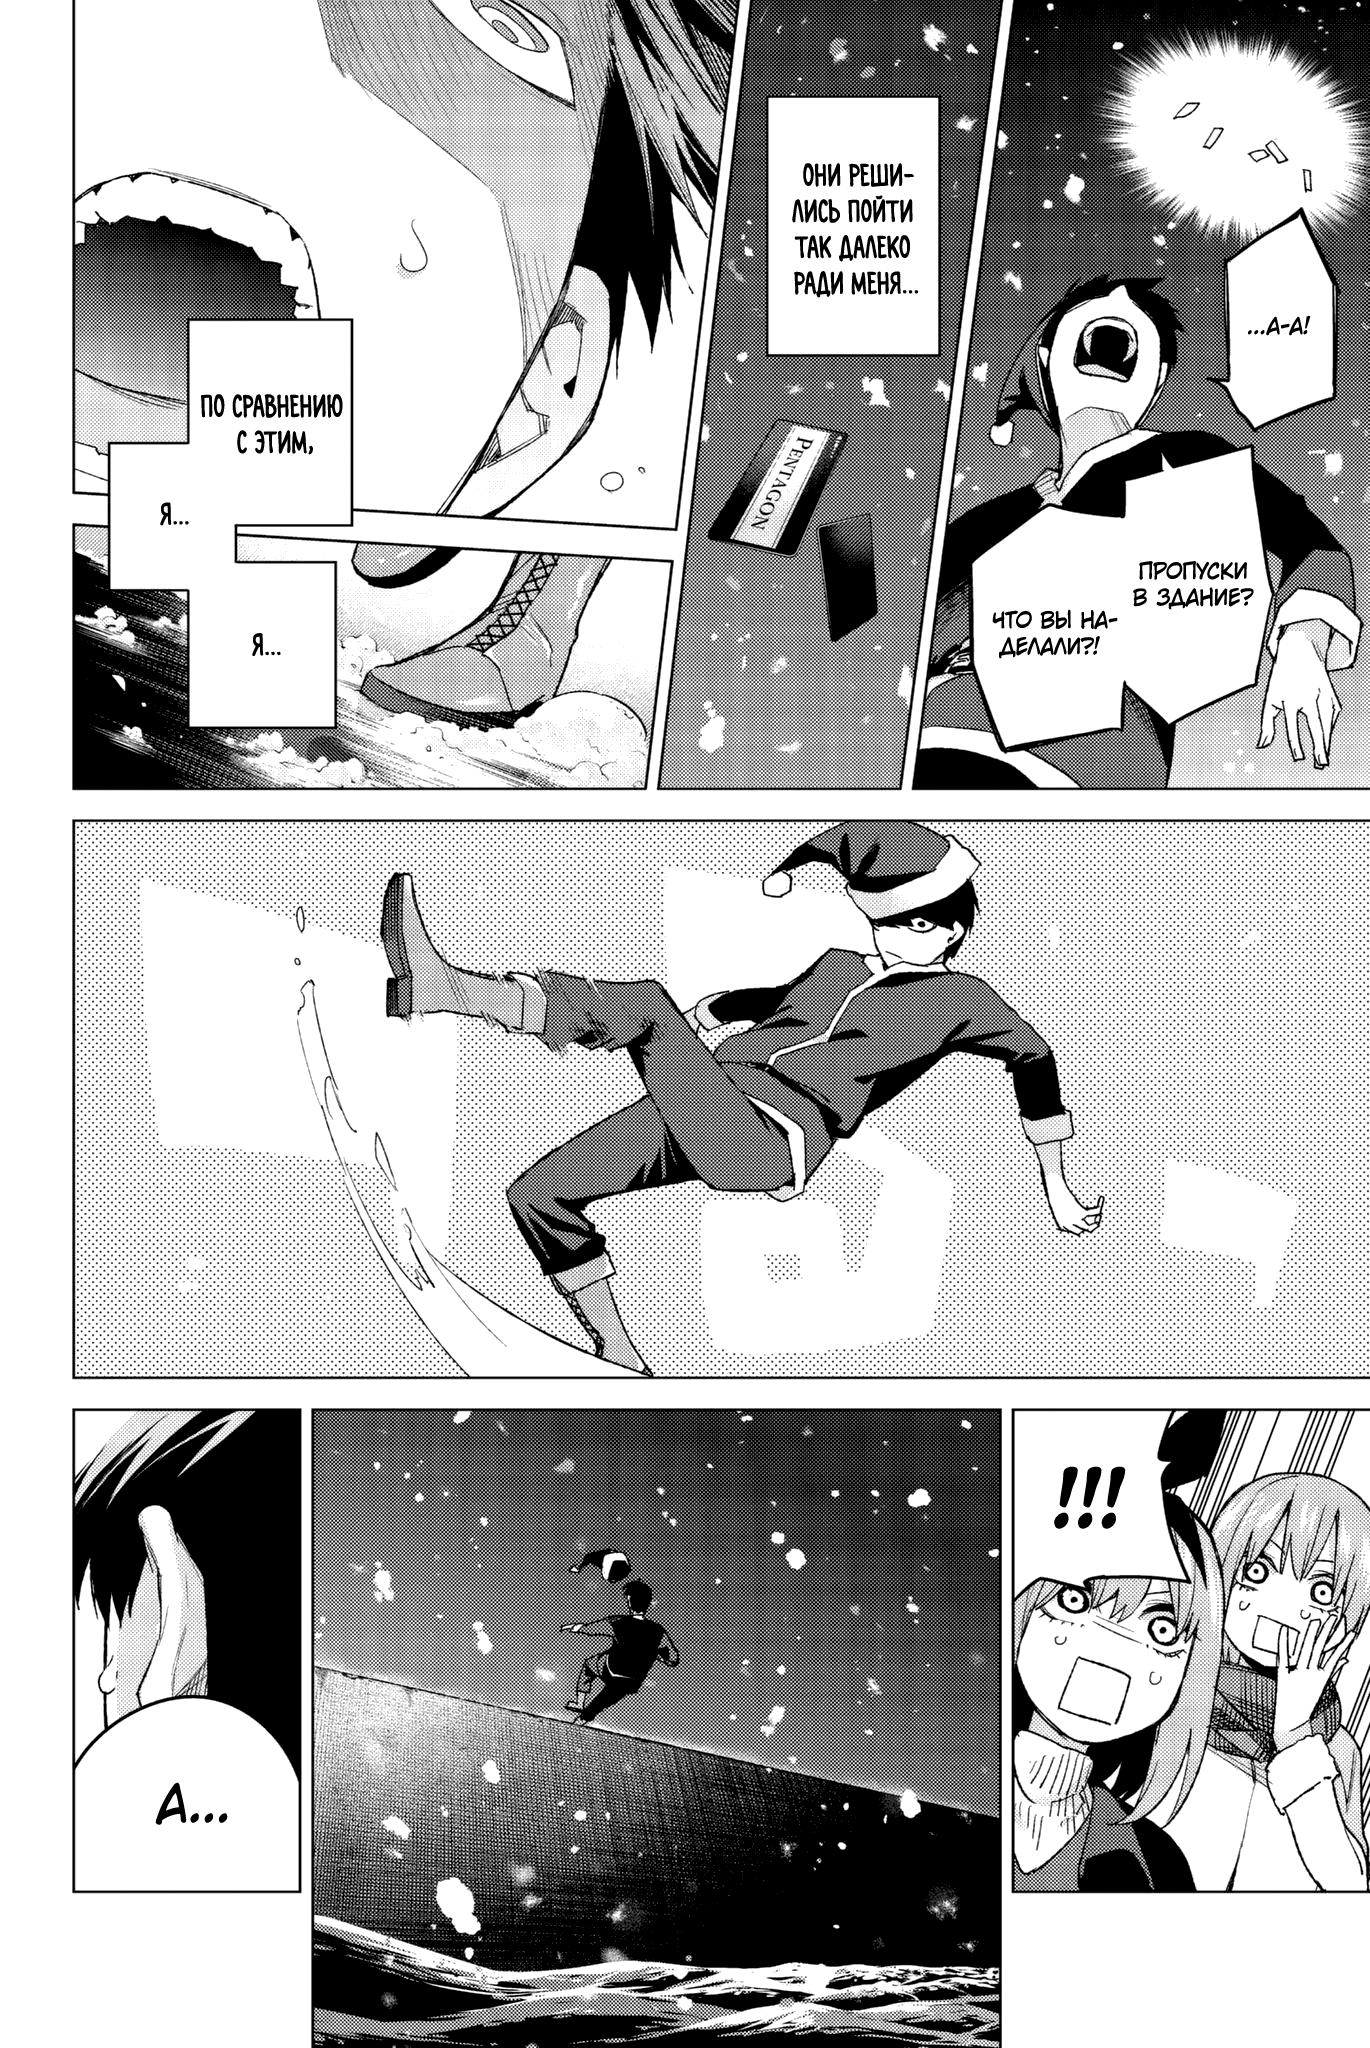 ...А-А!
ПРОПУСКИ
В ЗДАНИЕ?
ЧТО ВЫ НА-
ДЕЛАЛИ?!
ОНИ РЕШИ-
ЛИСЬ ПОЙТИ
ТАК ДАЛЕКО
РАДИ МЕНЯ...
PENTAGON
ПО СРАВНЕНИЮ
С ЭТИМ,
Я...
Я...
!!!
А...